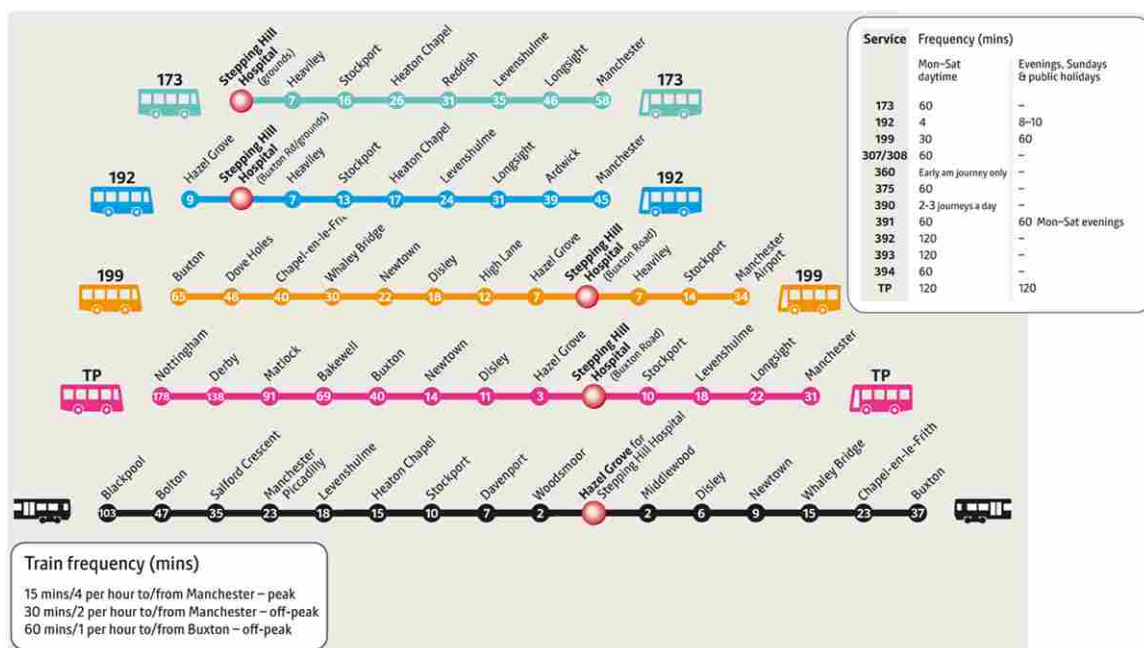 Service Frequency (mins)
Mon–Sat daytime
Evenings, Sundays & public holidays
173 60 –
192 4 8–10
199 30 60
307/308 60 –
360 Early am journey only –
375 60 –
390 2-3 journeys a day –
391 60 60 Mon–Sat evenings
392 120 –
393 120 –
394 60 –
TP 120 120
173
Stepping Hill Hospital (grounds)
Heaviley
Stockport
Heaton Chapel
Reddish
Levenshulme
Longsight
Manchester
173
7 16 26 31 35 46 58
192
Hazel Grove
Stepping Hill Hospital (Buxton Rd/grounds)
Heaviley
Stockport
Heaton Chapel
Levenshulme
Longsight
Ardwick
Manchester
192
9 7 13 17 24 31 39 45
199
Buxton
Dove Holes
Chapel-en-le-Frith
Whaley Bridge
Newtown
Disley
High Lane
Hazel Grove
Stepping Hill Hospital (Buxton Road)
Heaviley
Stockport
Manchester Airport
199
65 46 40 30 22 18 12 7 7 14 34
TP
Nottingham
Derby
Matlock
Bakewell
Buxton
Newtown
Disley
Hazel Grove
Stepping Hill Hospital (Buxton Road)
Stockport
Levenshulme
Longsight
Manchester
TP
178 138 91 69 40 14 11 3 10 18 22 31
Blackpool
Bolton
Salford Crescent
Manchester Piccadilly
Levenshulme
Heaton Chapel
Stockport
Davenport
Woodsmoor
Hazel Grove for Stepping Hill Hospital
Middlewood
Disley
Newtown
Whaley Bridge
Chapel-en-le-Frith
Buxton
103 47 35 23 18 15 10 7 2 2 6 9 15 23 37
Train frequency (mins)
15 mins/4 per hour to/from Manchester – peak
30 mins/2 per hour to/from Manchester – off-peak
60 mins/1 per hour to/from Buxton – off-peak